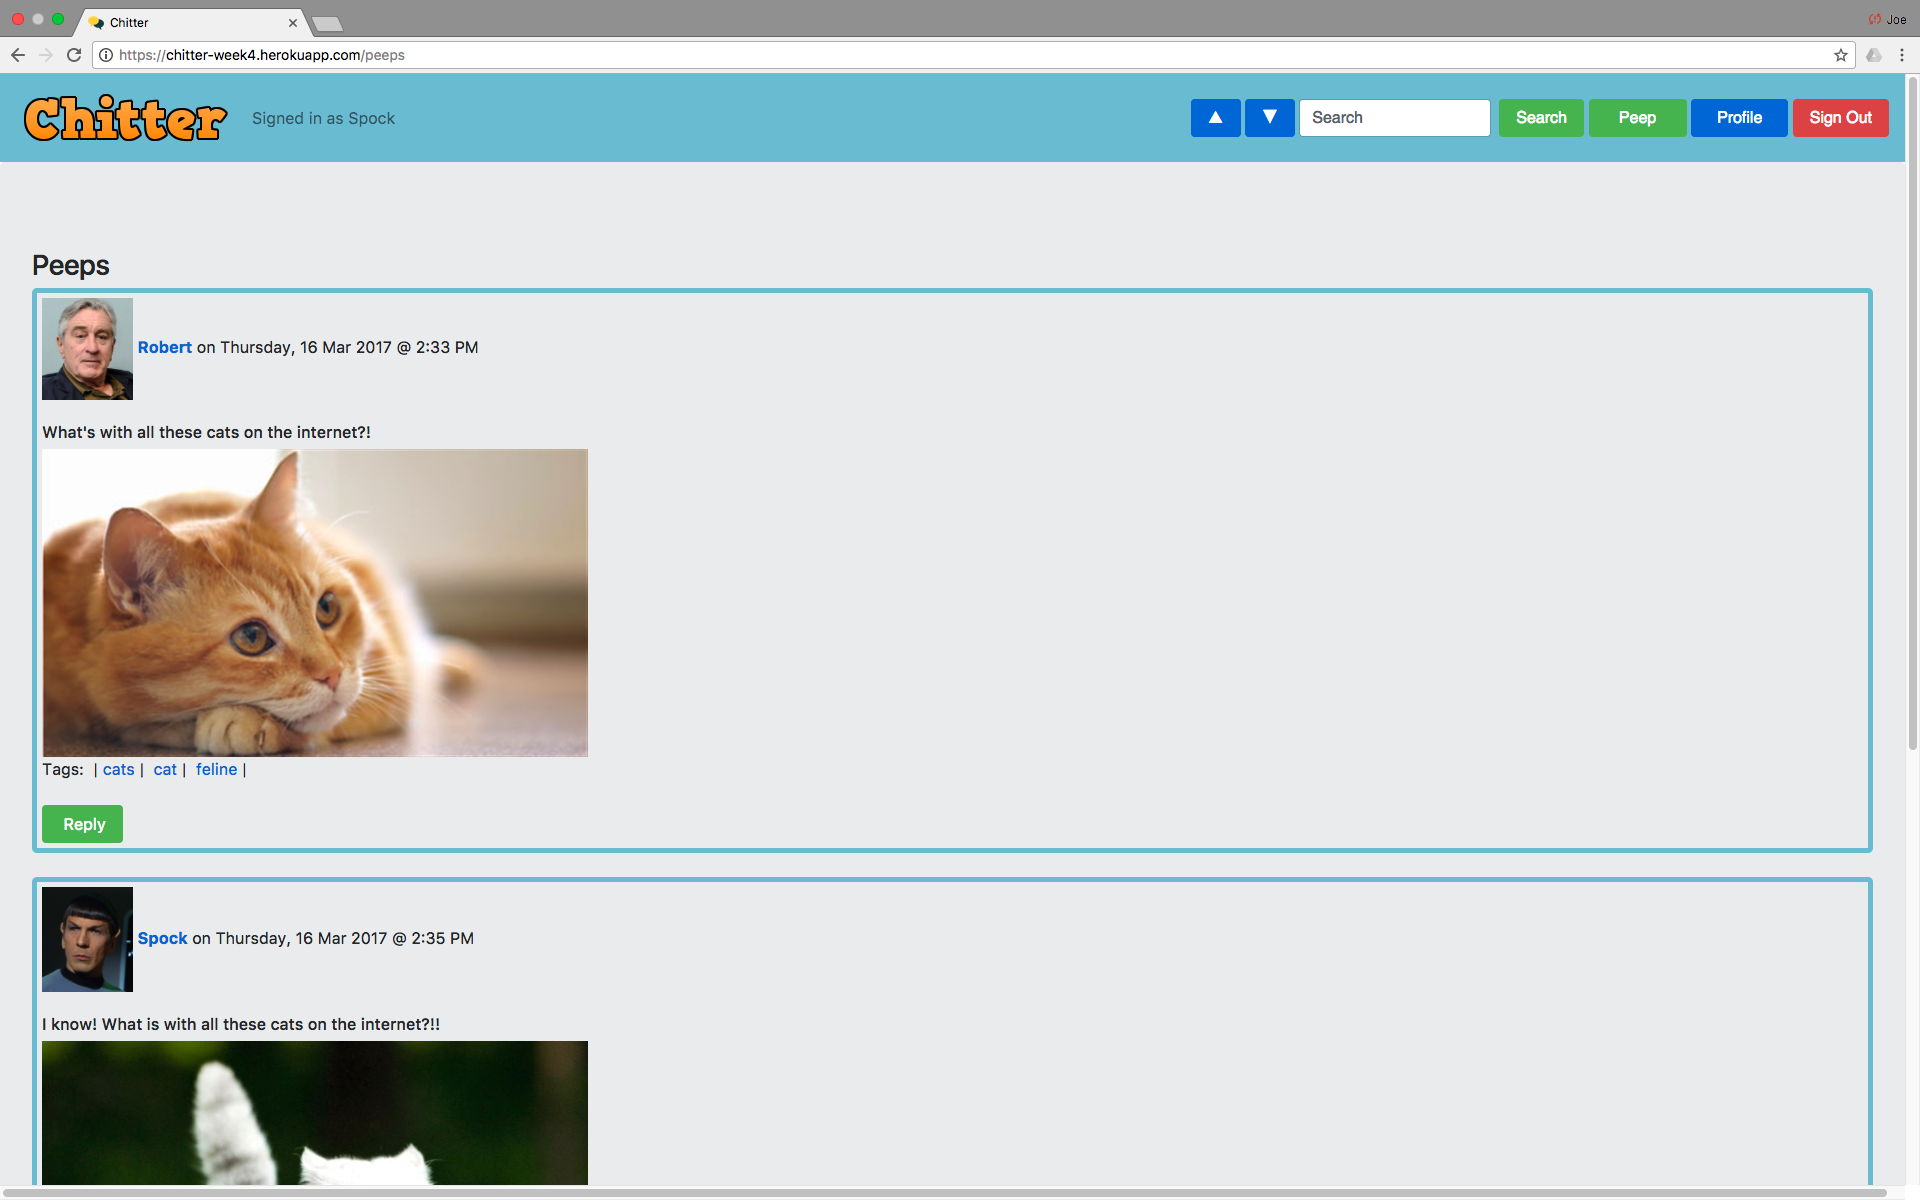 Chitter
Joe
https://chitter-week4.herokuapp.com/peeps
Chitter
Signed in as Spock
▲ ▼ Search Search Peep Profile Sign Out
Peeps
Robert on Thursday, 16 Mar 2017 @ 2:33 PM
What's with all these cats on the internet?!
Tags: | cats | cat | feline |
Reply
Spock on Thursday, 16 Mar 2017 @ 2:35 PM
I know! What is with all these cats on the internet?!!